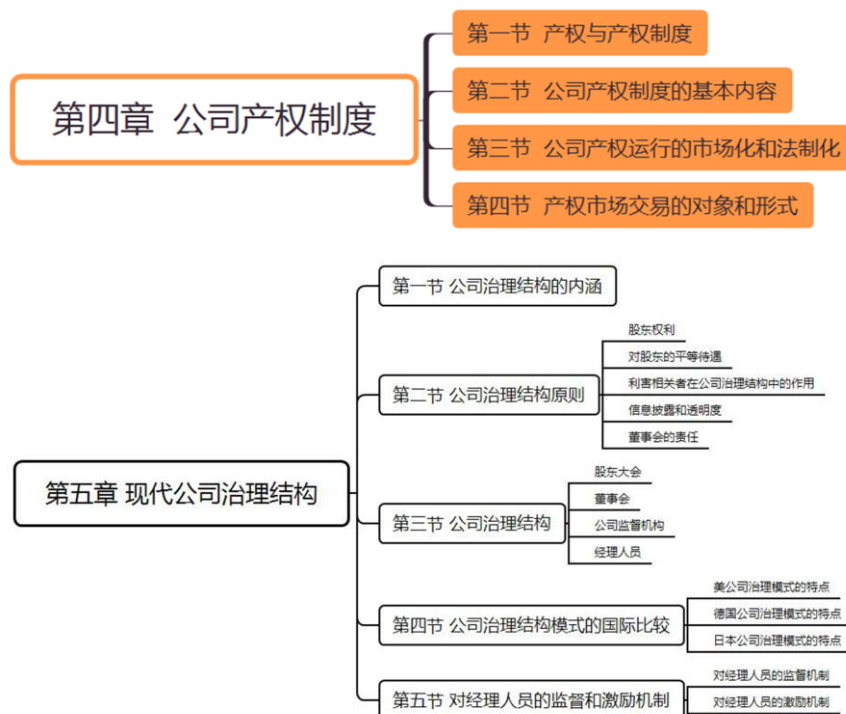 第四章 公司产权制度
第一节 产权与产权制度
第二节 公司产权制度的基本内容
第三节 公司产权运行的市场化和法制化
第四节 产权市场交易的对象和形式
第五章 现代公司治理结构
第一节 公司治理结构的内涵
第二节 公司治理结构原则
股东权利
对股东的平等待遇
利害相关者在公司治理结构中的作用
信息披露和透明度
董事会的责任
第三节 公司治理结构
股东大会
董事会
公司监督机构
经理人员
第四节 公司治理结构模式的国际比较
美公司治理模式的特点
德国公司治理模式的特点
日本公司治理模式的特点
第五节 对经理人员的监督和激励机制
对经理人员的监督机制
对经理人员的激励机制